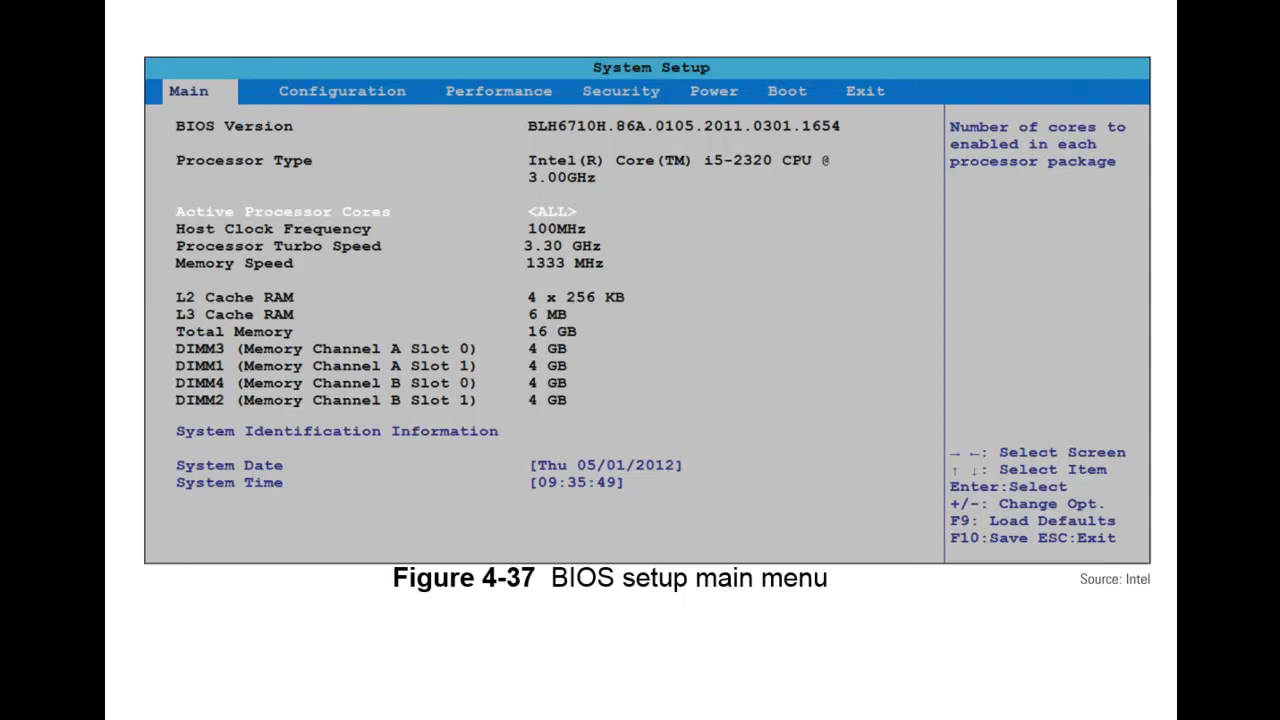 System Setup
Main Configuration Performance Security Power Boot Exit
BIOS Version BLH6710H.86A.0105.2011.0301.1654
Processor Type Intel(R) Core(TM) i5-2320 CPU @
3.00GHz
Active Processor Cores <ALL>
Host Clock Frequency 100MHz
Processor Turbo Speed 3.30 GHz
Memory Speed 1333 MHz
L2 Cache RAM 4 x 256 KB
L3 Cache RAM 6 MB
Total Memory 16 GB
DIMM3 (Memory Channel A Slot 0) 4 GB
DIMM1 (Memory Channel A Slot 1) 4 GB
DIMM4 (Memory Channel B Slot 0) 4 GB
DIMM2 (Memory Channel B Slot 1) 4 GB
System Identification Information
System Date [Thu 05/01/2012]
System Time [09:35:49]
Number of cores to
enabled in each
processor package
→ ←: Select Screen
↑ ↓: Select Item
Enter:Select
+/-: Change Opt.
F9: Load Defaults
F10:Save ESC:Exit
Figure 4-37 BIOS setup main menu
Source: Intel